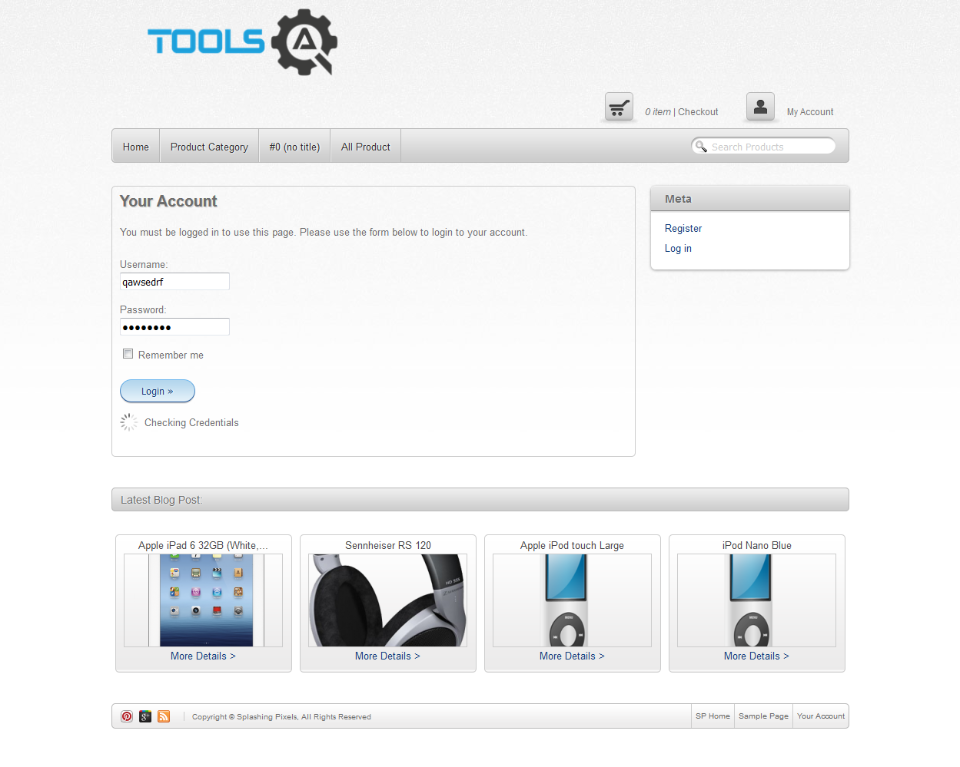 TOOLS QA
0 item | Checkout
My Account
Home
Product Category
#0 (no title)
All Product
Search Products
Your Account
You must be logged in to use this page. Please use the form below to login to your account.
Username:
qawsedrf
Password:
••••••••
Remember me
Login »
Checking Credentials
Meta
Register
Log in
Latest Blog Post:
Apple iPad 6 32GB (White,...
Sennheiser RS 120
Apple iPod touch Large
iPod Nano Blue
More Details >
More Details >
More Details >
More Details >
Copyright © Splashing Pixels, All Rights Reserved
SP Home
Sample Page
Your Account